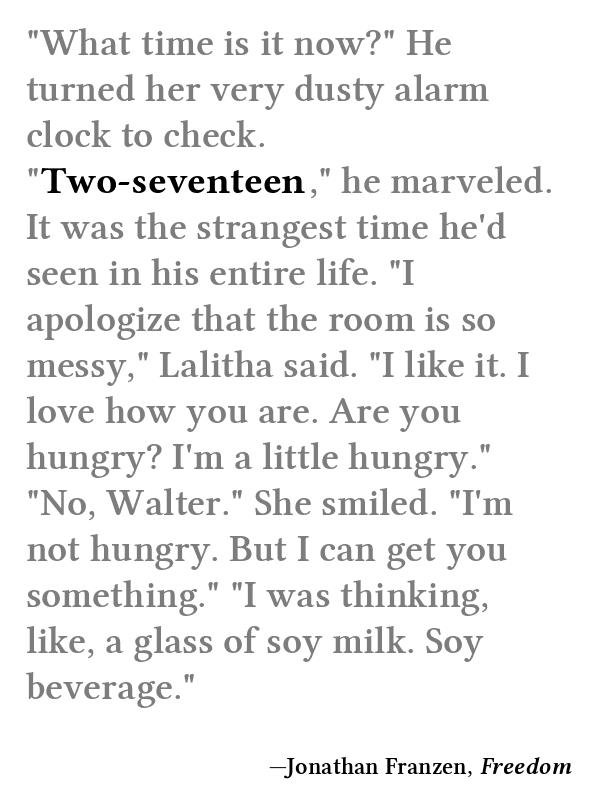 "What time is it now?" He
turned her very dusty alarm
clock to check.
"Two-seventeen," he marveled.
It was the strangest time he'd
seen in his entire life. "I
apologize that the room is so
messy," Lalitha said. "I like it. I
love how you are. Are you
hungry? I'm a little hungry."
"No, Walter." She smiled. "I'm
not hungry. But I can get you
something." "I was thinking,
like, a glass of soy milk. Soy
beverage."
—Jonathan Franzen, Freedom